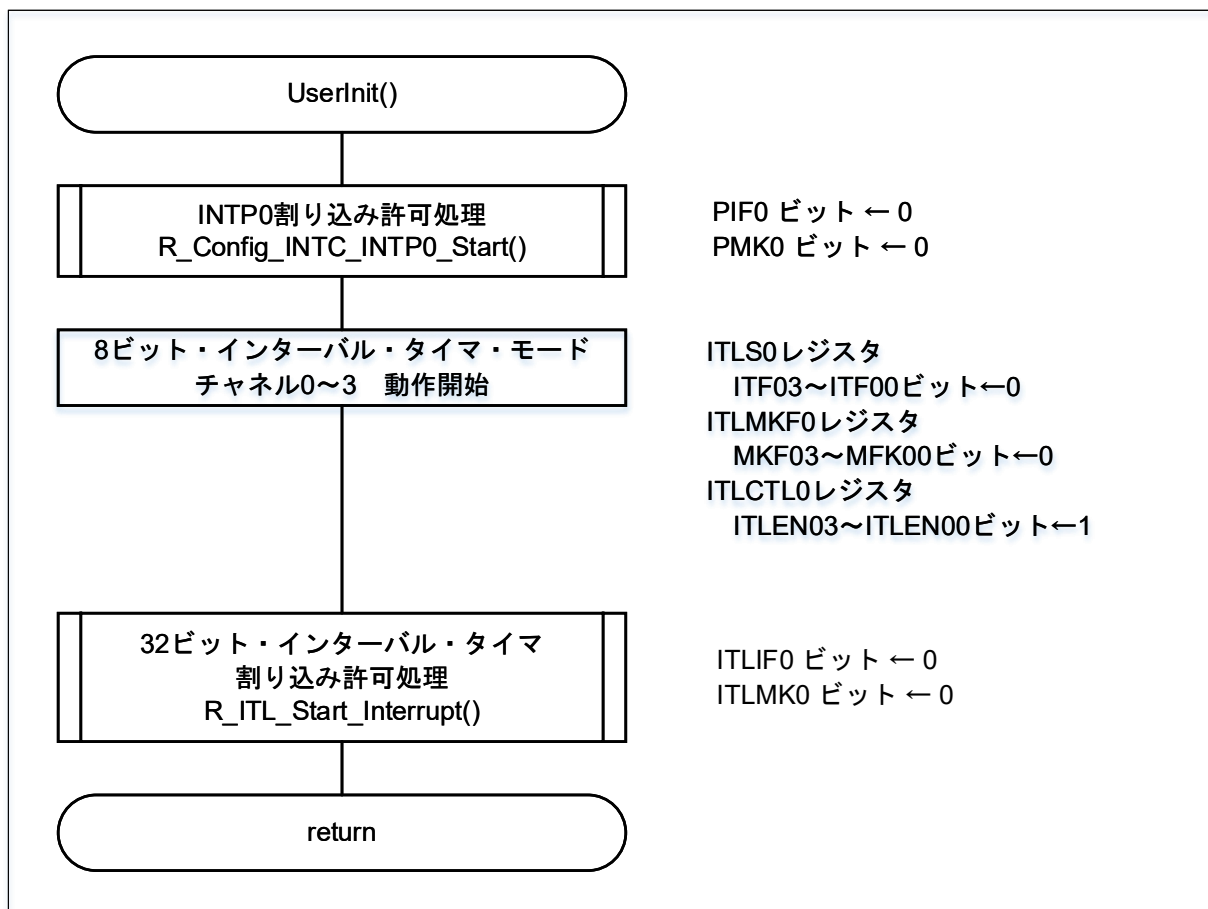 UserInit()
INTP0割り込み許可処理
R_Config_INTC_INTP0_Start()
PIF0 ビット ← 0
PMK0 ビット ← 0
8ビット・インターバル・タイマ・モード
チャネル0～3　動作開始
ITLS0レジスタ
ITF03～ITF00ビット←0
ITLMKF0レジスタ
MKF03～MFK00ビット←0
ITLCTL0レジスタ
ITLEN03～ITLEN00ビット←1
32ビット・インターバル・タイマ
割り込み許可処理
R_ITL_Start_Interrupt()
ITLIF0 ビット ← 0
ITLMK0 ビット ← 0
return